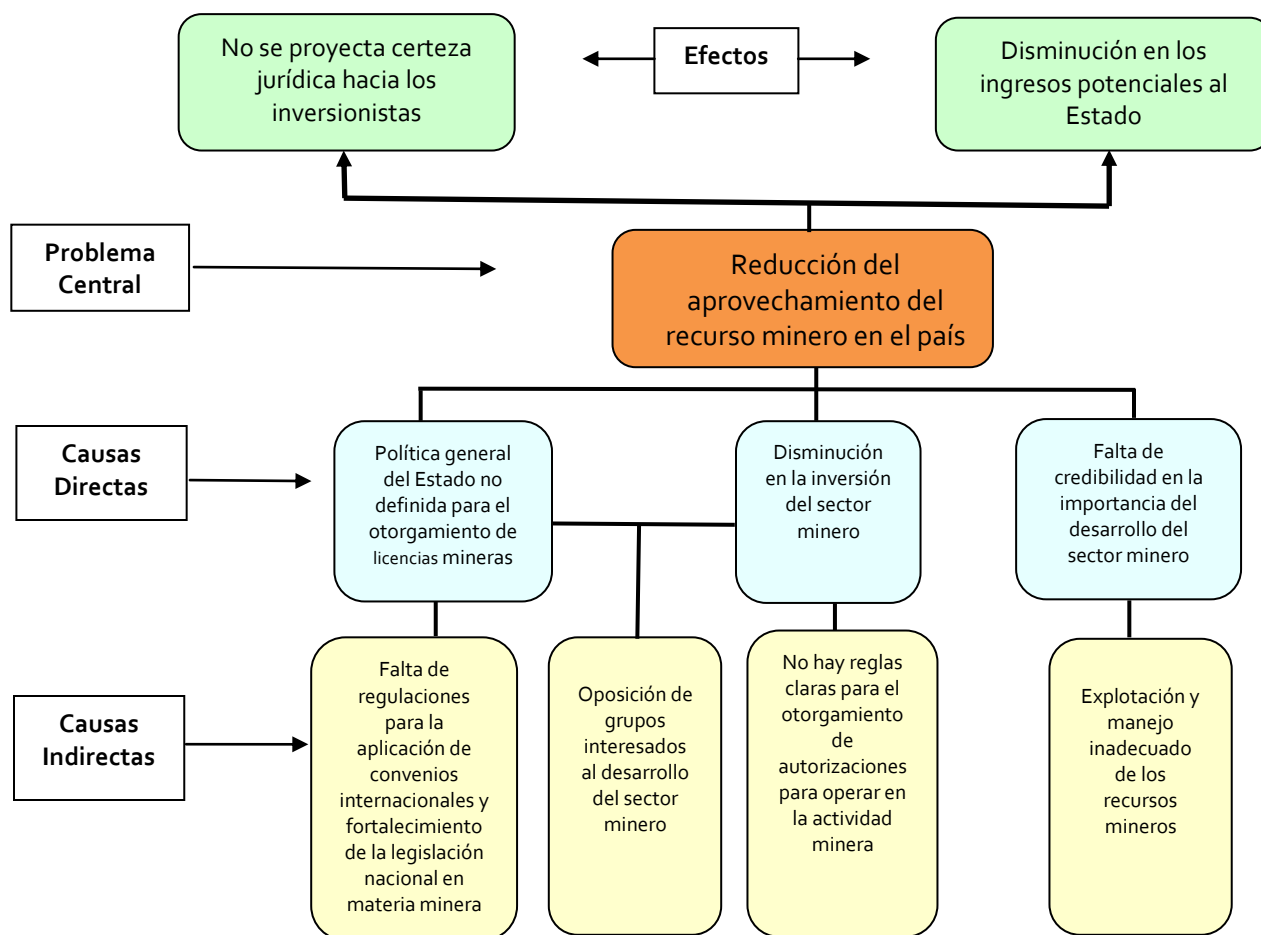 No se proyecta certeza
jurídica hacia los
inversionistas
Efectos
Disminución en los
ingresos potenciales al
Estado
Problema
Central
Reducción del
aprovechamiento del
recurso minero en el país
Causas
Directas
Política general
del Estado no
definida para el
otorgamiento de
licencias mineras
Disminución
en la inversión
del sector
minero
Falta de
credibilidad en la
importancia del
desarrollo del
sector minero
Causas
Indirectas
Falta de
regulaciones
para la
aplicación de
convenios
internacionales y
fortalecimiento
de la legislación
nacional en
materia minera
Oposición de
grupos
interesados
al desarrollo
del sector
minero
No hay reglas
claras para el
otorgamiento
de
autorizaciones
para operar en
la actividad
minera
Explotación y
manejo
inadecuado
de los
recursos
mineros